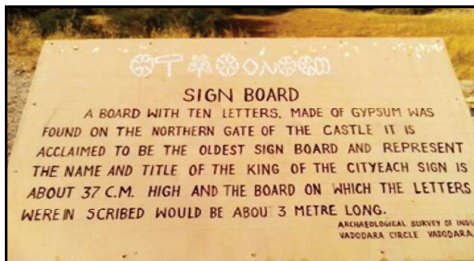 SIGN BOARD
A BOARD WITH TEN LETTERS, MADE OF GYPSUM WAS
FOUND ON THE NORTHERN GATE OF THE CASTLE IT IS
ACCLAIMED TO BE THE OLDEST SIGN BOARD AND REPRESENT
THE NAME AND TITLE OF THE KING OF THE CITYEACH SIGN IS
ABOUT 37 C.M. HIGH AND THE BOARD ON WHICH THE LETTERS
WEREIN SCRIBED WOULD BE ABOUT 3 METRE LONG.
ARCHAEOLOGICAL SURVEY OF
VADODARA CIRCLE VADODARA